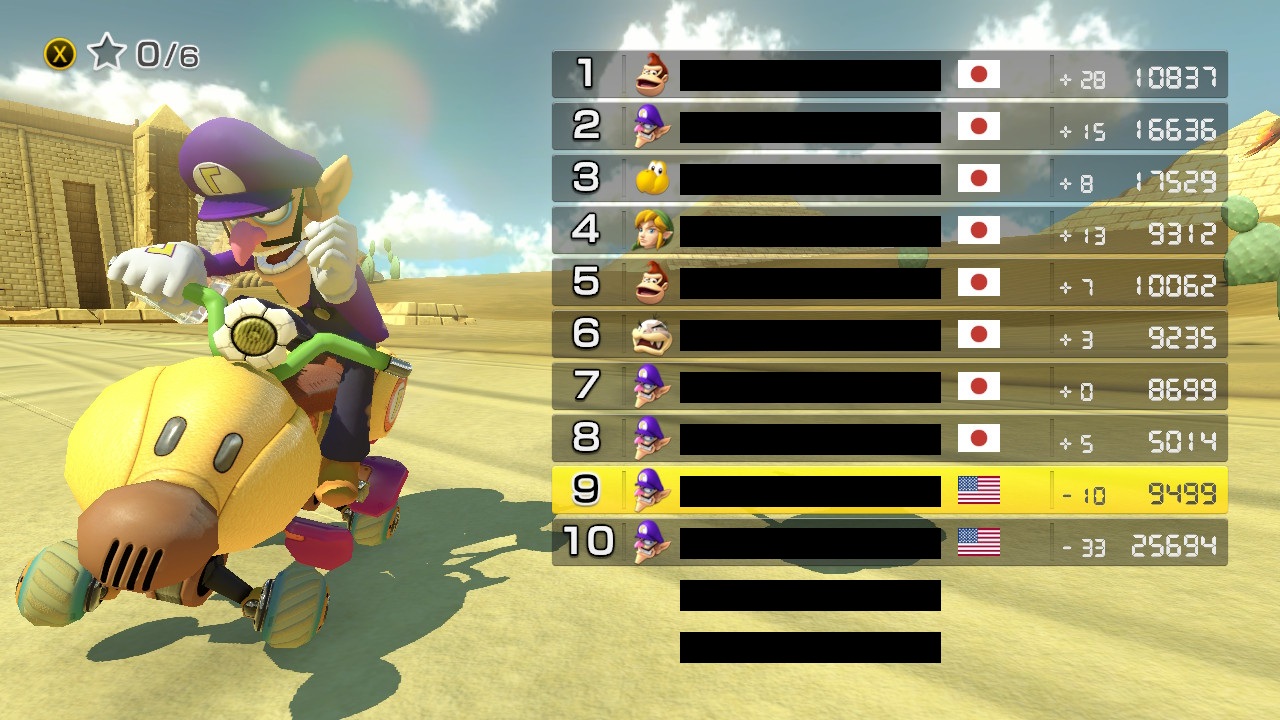 X 0/6
1 + 28 10837
2 + 15 16636
3 + 8 17529
4 + 13 9312
5 + 7 10062
6 + 3 9235
7 + 0 8699
8 + 5 5014
9 - 10 9499
10 - 33 25694